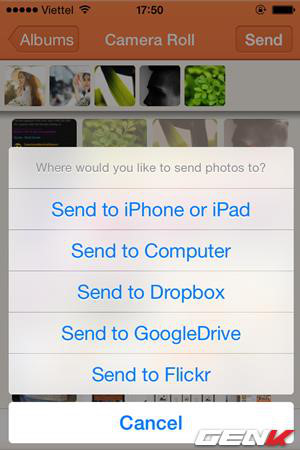 Viettel 17:50
Albums Camera Roll Send
Where would you like to send photos to?
Send to iPhone or iPad
Send to Computer
Send to Dropbox
Send to GoogleDrive
Send to Flickr
Cancel
GENK